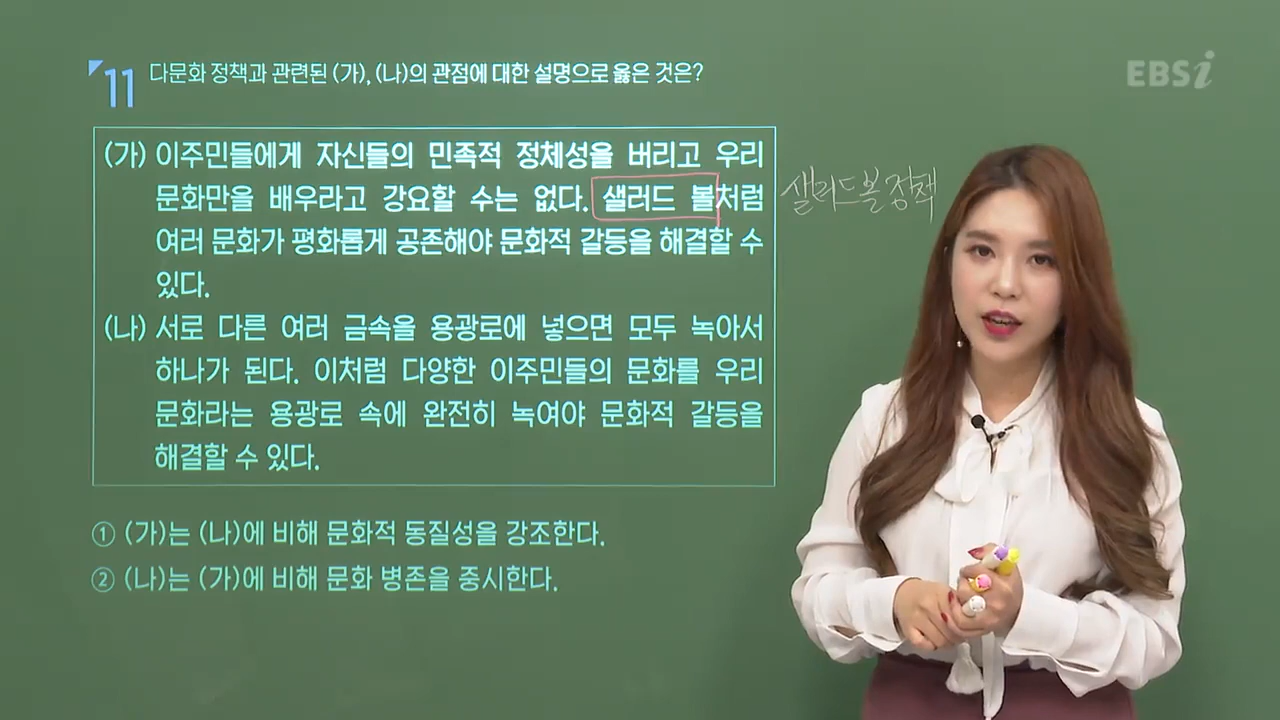 11 다문화 정책과 관련된 (가), (나)의 관점에 대한 설명으로 옳은 것은?
EBSi
(가) 이주민들에게 자신들의 민족적 정체성을 버리고 우리
문화만을 배우라고 강요할 수는 없다. 샐러드 볼처럼
샐러드볼 정책
여러 문화가 평화롭게 공존해야 문화적 갈등을 해결할 수
있다.
(나) 서로 다른 여러 금속을 용광로에 넣으면 모두 녹아서
하나가 된다. 이처럼 다양한 이주민들의 문화를 우리
문화라는 용광로 속에 완전히 녹여야 문화적 갈등을
해결할 수 있다.
① (가)는 (나)에 비해 문화적 동질성을 강조한다.
② (나)는 (가)에 비해 문화 병존을 중시한다.